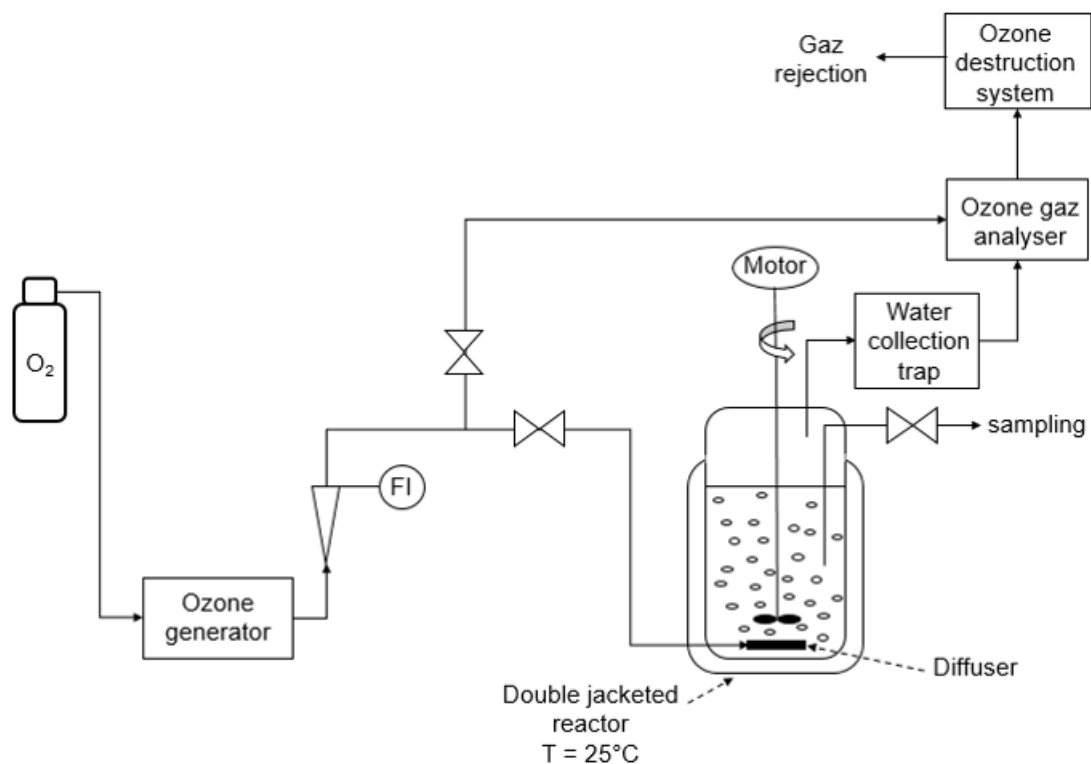 Gaz
rejection
Ozone
destruction
system
Ozone gaz
analyser
Motor
Water
collection
trap
O₂
sampling
FI
Ozone
generator
Diffuser
Double jacketed
reactor
T = 25°C